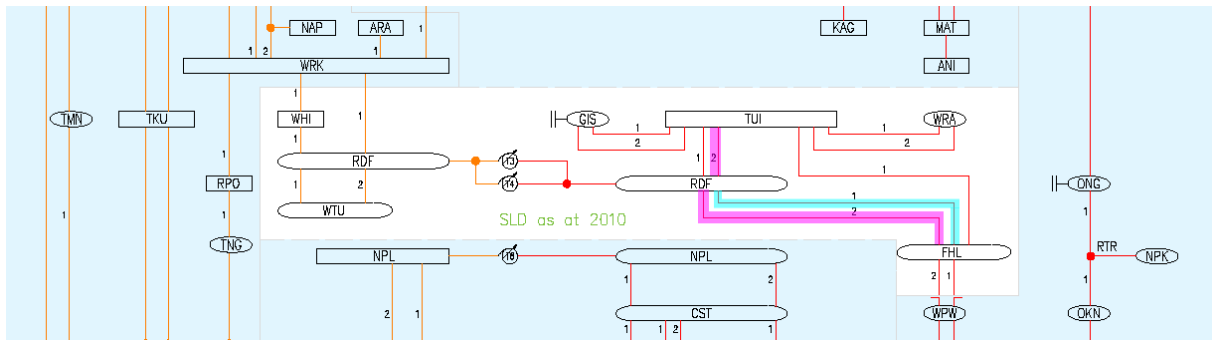 NAP
ARA
KAG
MAT
1
1
2
1
1
WRK
ANI
1
1
TMN
TKU
WHI
GIS
TUI
WRA
1
2
1
2
1
1
1
2
RDF
T3
1
RPO
1
2
T4
RDF
ONG
1
WTU
SLD as at 2010
1
2
1
1
1
TNG
NPL
T8
NPL
FHL
RTR
NPK
1
2
2
1
2
1
CST
WPW
OKN
1
1
2
1